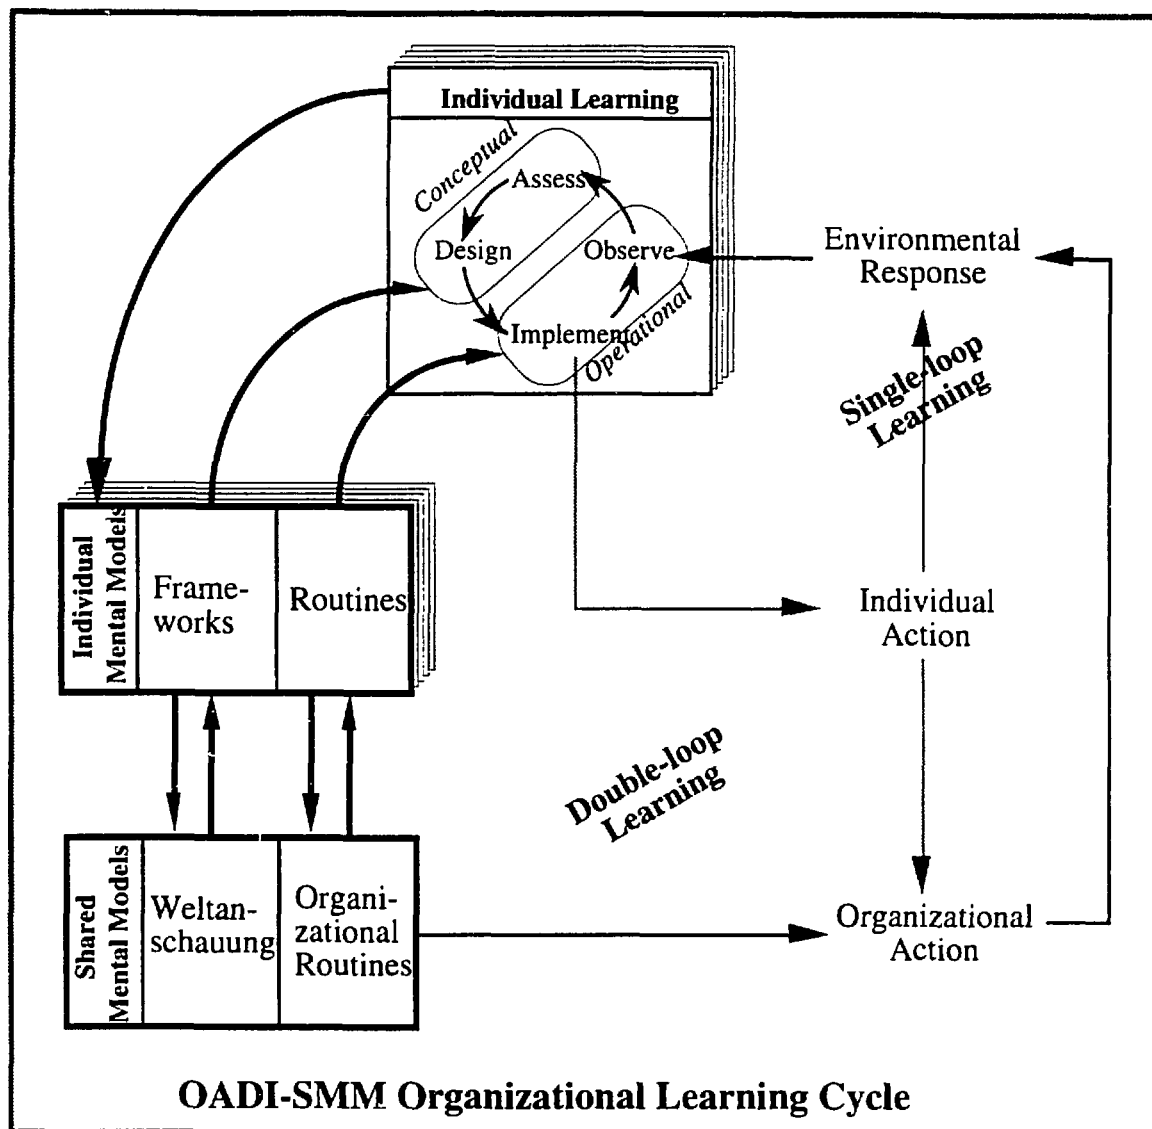 Individual Learning
Conceptual
Assess
Design
Observe
Implement
Operational
Environmental
Response
Single-loop
Learning
Individual
Mental Models
Frame-
works
Routines
Individual
Action
Double-loop
Learning
Shared
Mental Models
Weltan-
schauung
Organi-
zational
Routines
Organizational
Action
OADI-SMM Organizational Learning Cycle